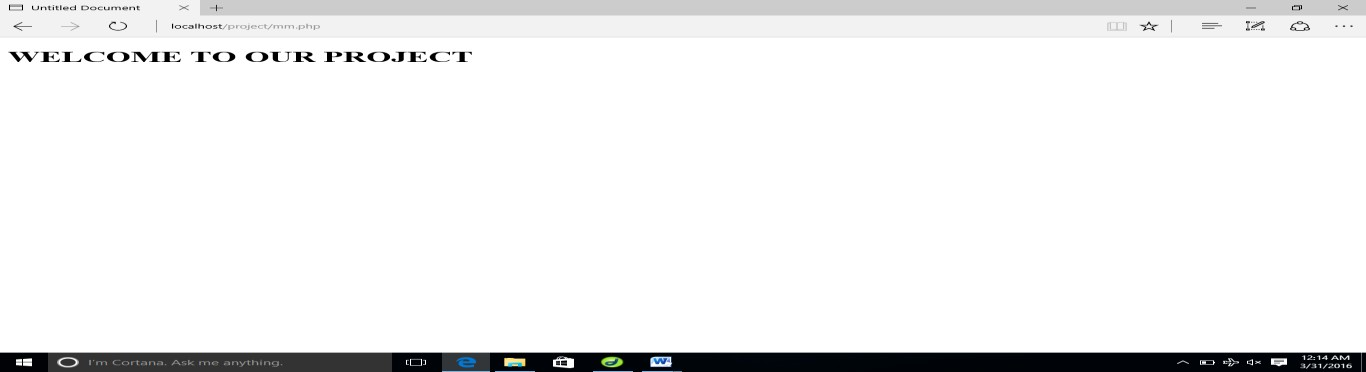 Untitled Document
localhost/project/mm.php
WELCOME TO OUR PROJECT
I'm Cortana. Ask me anything.
12:14 AM
3/31/2016